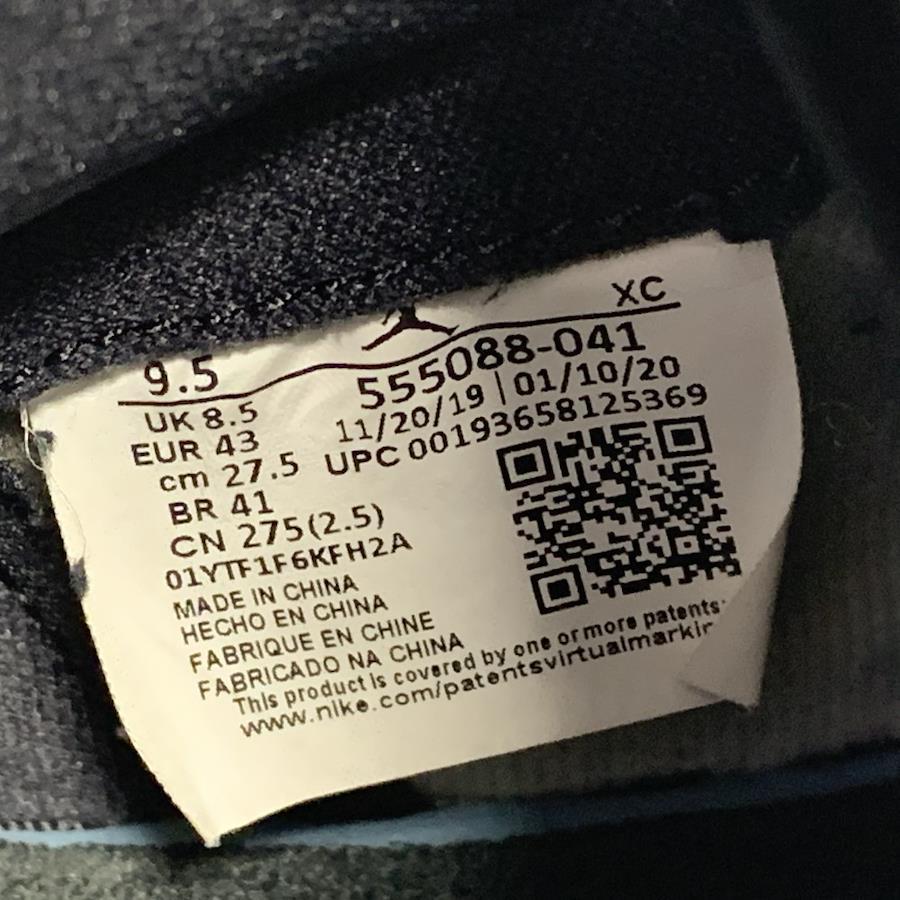 XC
9.5
555088-041
UK 8.5
11/20/19 | 01/10/20
EUR 43
UPC 00193658125369
cm 27.5
BR 41
CN 275(2.5)
01YTF1F6KFH2A
MADE IN CHINA
HECHO EN CHINA
FABRIQUE EN CHINE
FABRICADO NA CHINA
This product is covered by one or more patents
www.nike.com/patentsvirtualmarkin